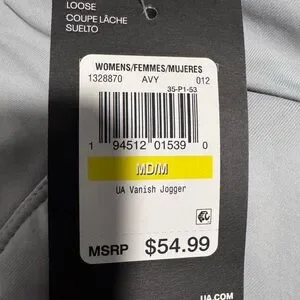 LOOSE
COUPE LÂCHE
SUELTO
WOMENS/FEMMES/MUJERES
1328870 AVY 012
35-P1-53
1 94512 01539 0
MD/M
UA Vanish Jogger
MSRP $54.99
UA.COM